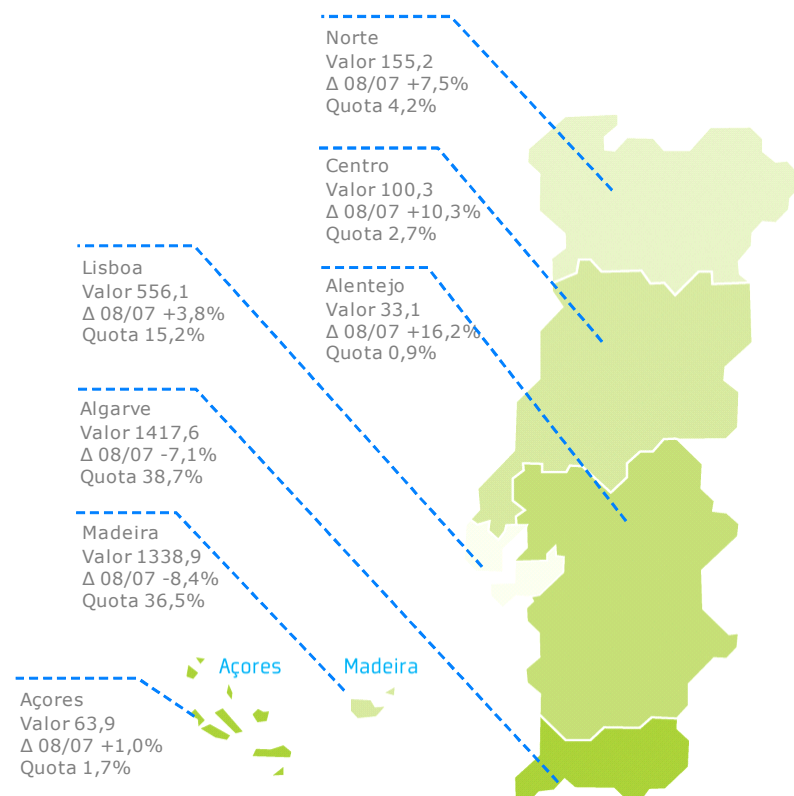 Norte
Valor 155,2
Δ 08/07 +7,5%
Quota 4,2%
Centro
Valor 100,3
Δ 08/07 +10,3%
Quota 2,7%
Lisboa
Valor 556,1
Δ 08/07 +3,8%
Quota 15,2%
Alentejo
Valor 33,1
Δ 08/07 +16,2%
Quota 0,9%
Algarve
Valor 1417,6
Δ 08/07 -7,1%
Quota 38,7%
Madeira
Valor 1338,9
Δ 08/07 -8,4%
Quota 36,5%
Açores
Madeira
Açores
Valor 63,9
Δ 08/07 +1,0%
Quota 1,7%